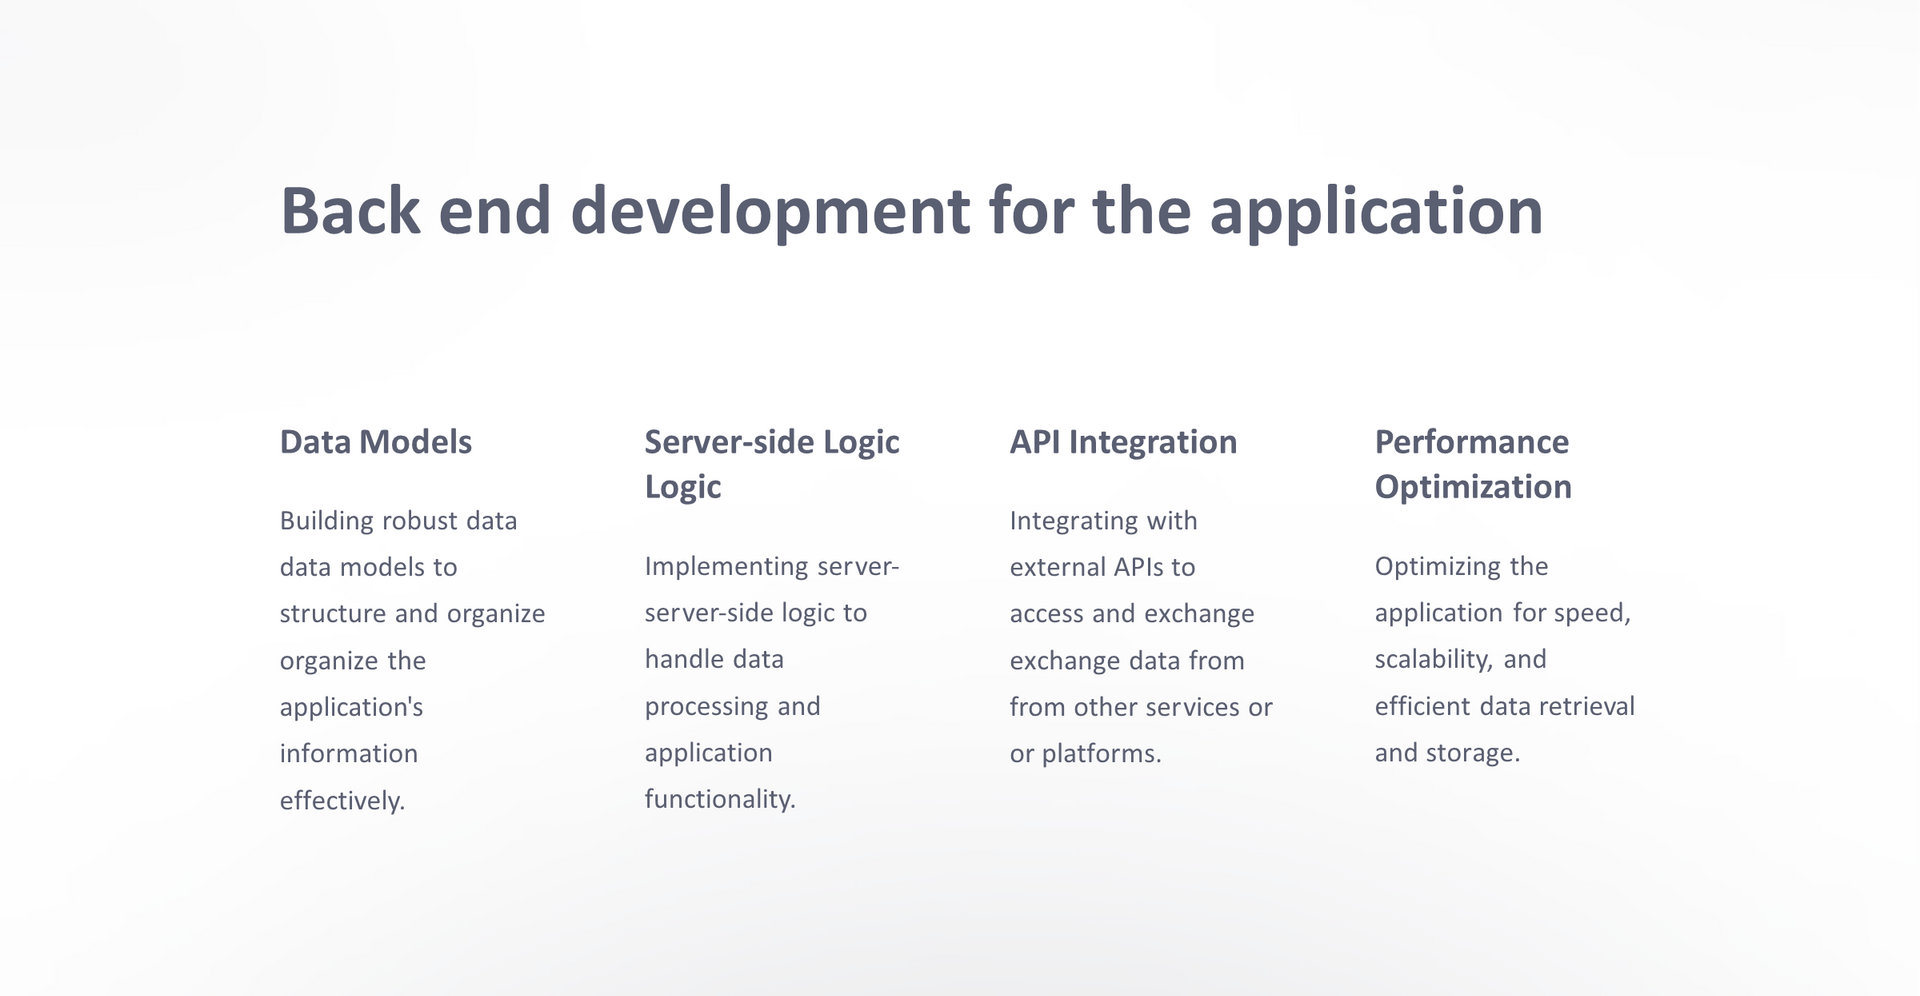 Back end development for the application
Data Models
Building robust data
data models to
structure and organize
organize the
application's
information
effectively.
Server-side Logic
Logic
Implementing server-
server-side logic to
handle data
processing and
application
functionality.
API Integration
Integrating with
external APIs to
access and exchange
exchange data from
from other services or
or platforms.
Performance
Optimization
Optimizing the
application for speed,
scalability, and
efficient data retrieval
and storage.